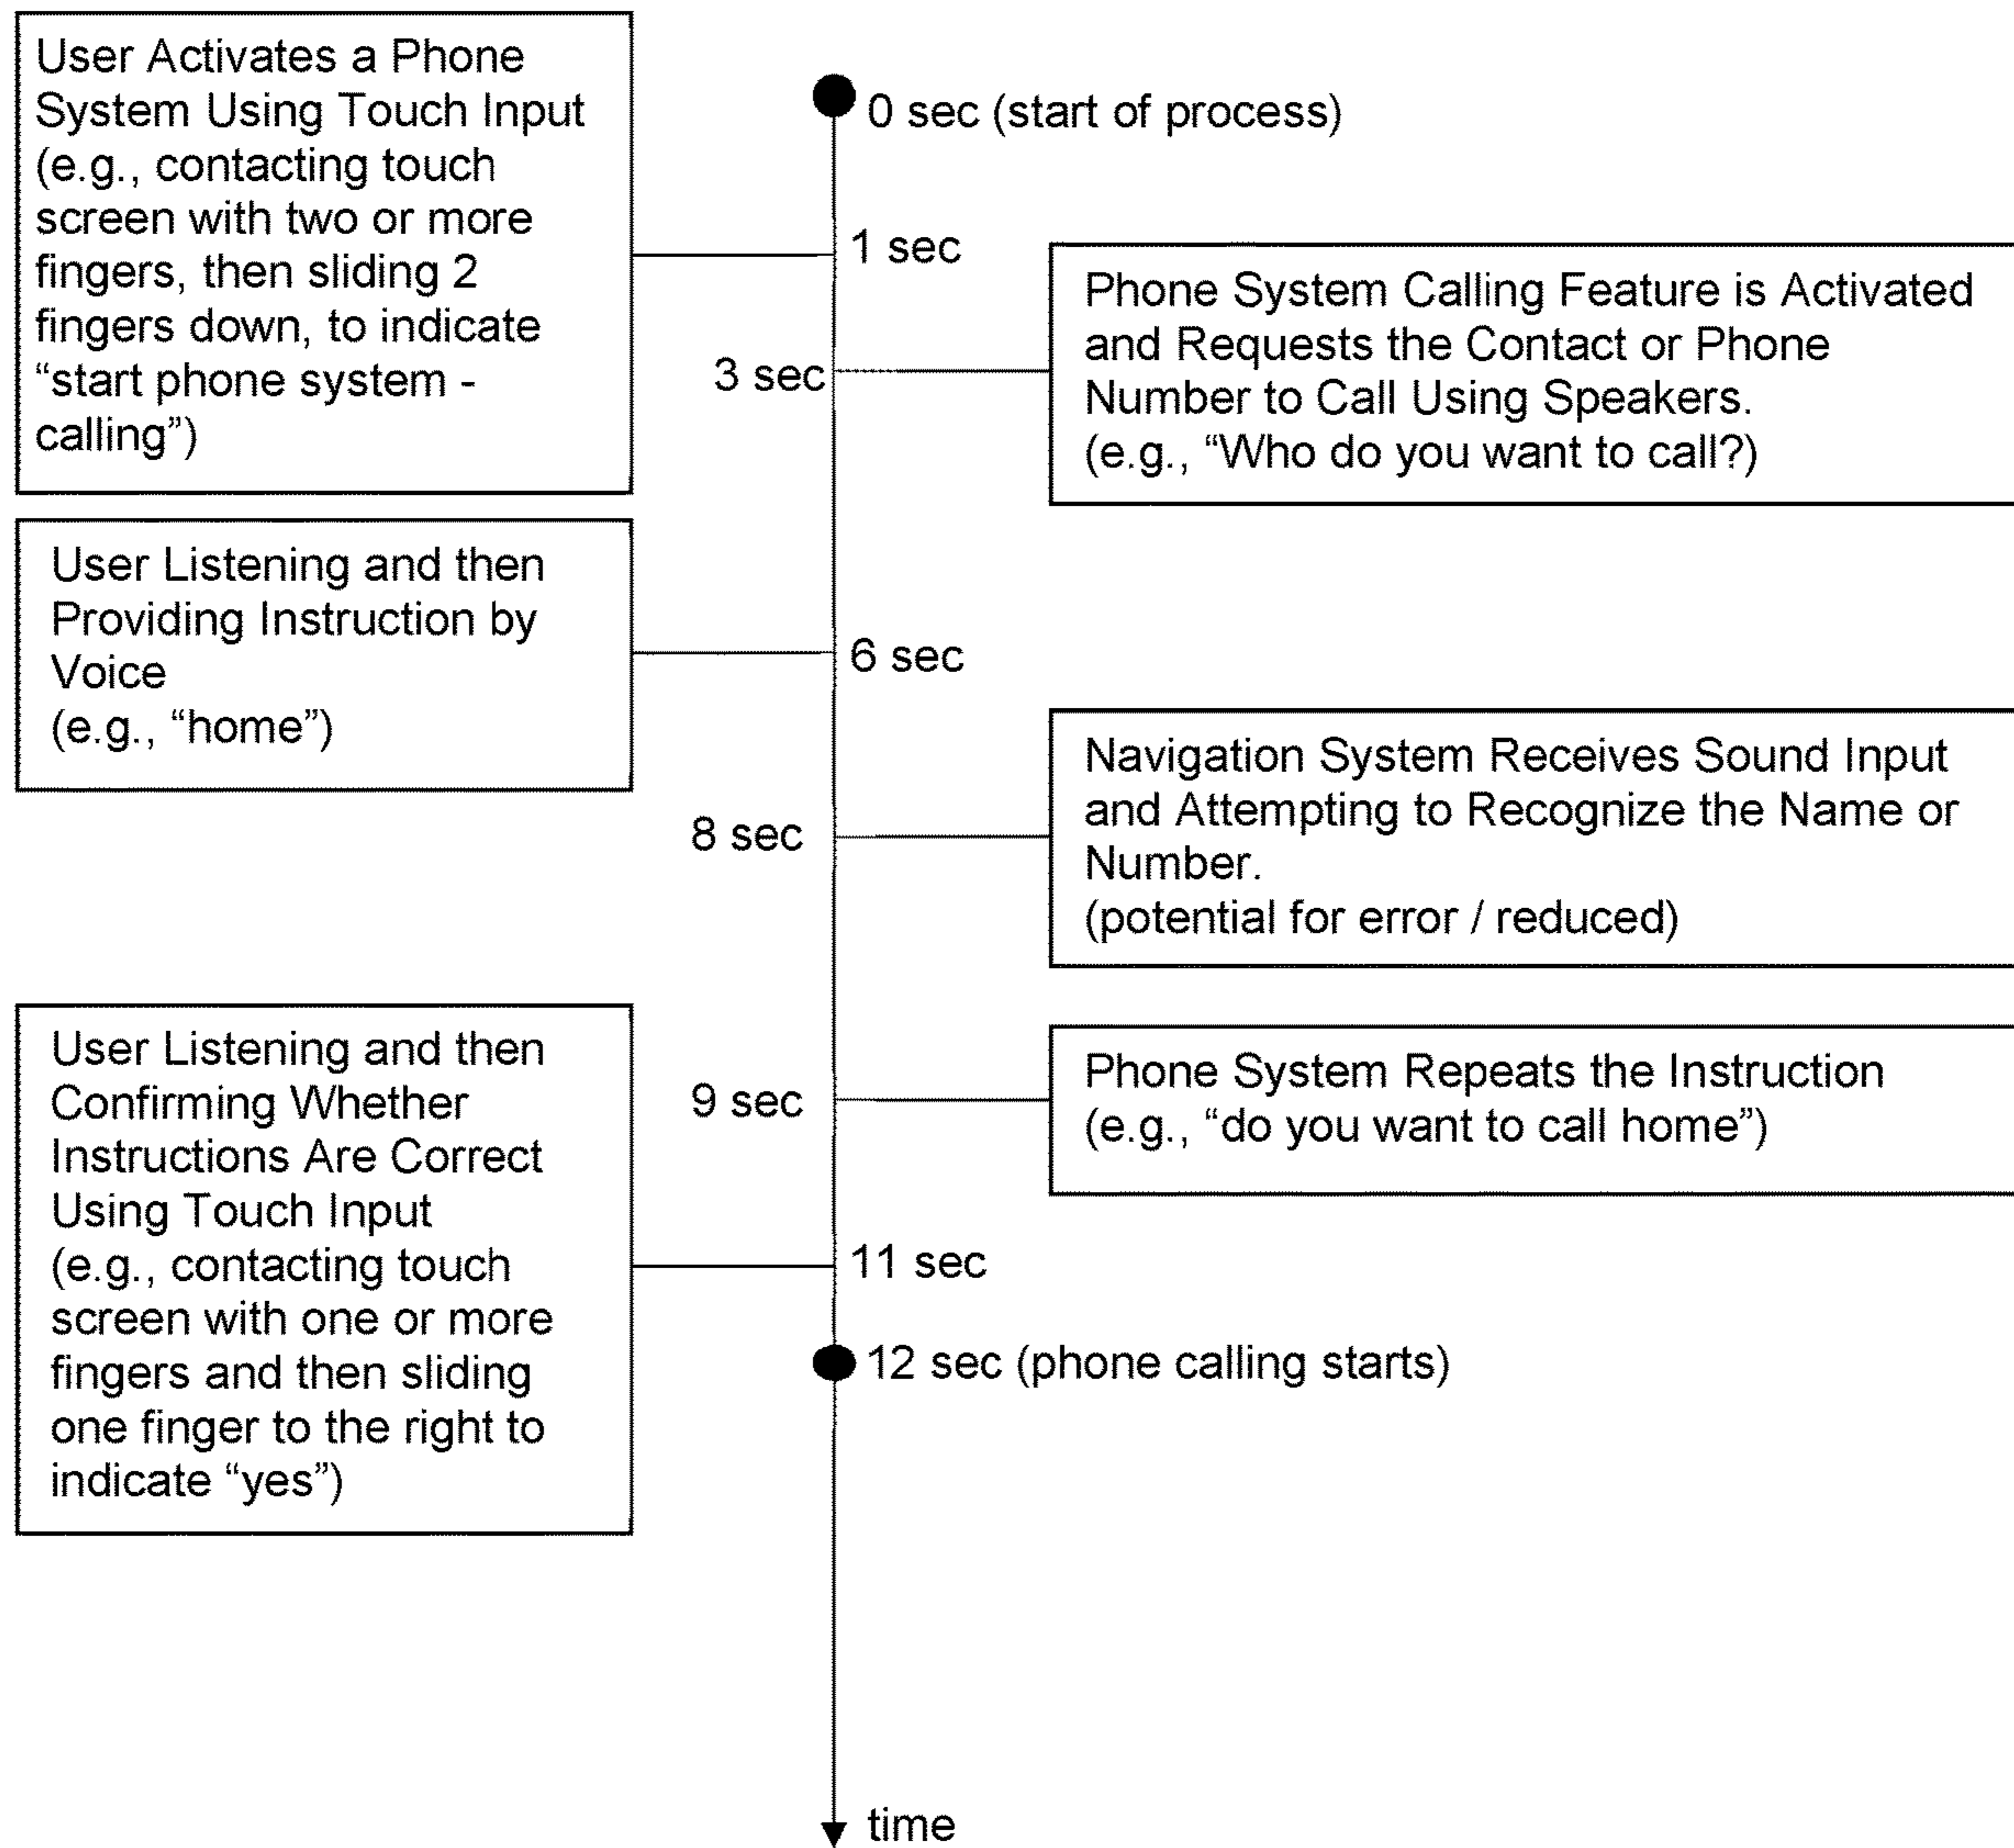 User Activates a Phone
System Using Touch Input
(e.g., contacting touch
screen with two or more
fingers, then sliding 2
fingers down, to indicate
“start phone system -
calling”)
0 sec (start of process)
1 sec
Phone System Calling Feature is Activated
and Requests the Contact or Phone
Number to Call Using Speakers.
(e.g., “Who do you want to call?)
3 sec
User Listening and then
Providing Instruction by
Voice
(e.g., “home”)
6 sec
Navigation System Receives Sound Input
and Attempting to Recognize the Name or
Number.
(potential for error / reduced)
8 sec
Phone System Repeats the Instruction
(e.g., “do you want to call home”)
9 sec
User Listening and then
Confirming Whether
Instructions Are Correct
Using Touch Input
(e.g., contacting touch
screen with one or more
fingers and then sliding
one finger to the right to
indicate “yes”)
11 sec
12 sec (phone calling starts)
time